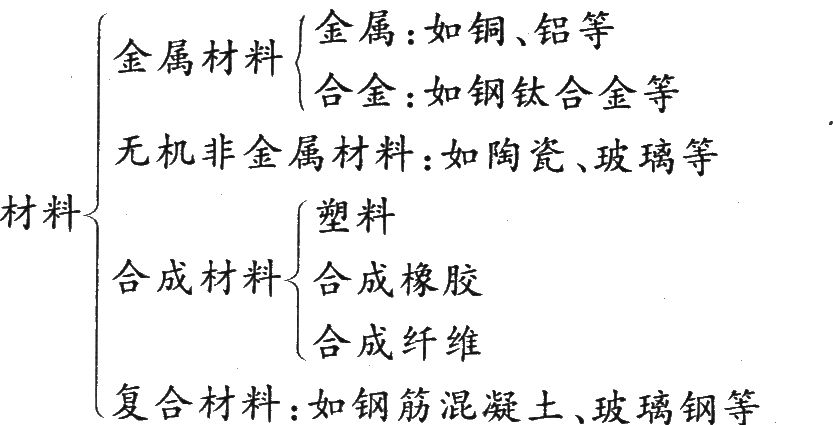 金属:如铜、铝等
金属材料
合金:如钢钛合金等
无机非金属材料:如陶瓷、玻璃等
材料
塑料
合成材料
合成橡胶
合成纤维
复合材料:如钢筋混凝土、玻璃钢等